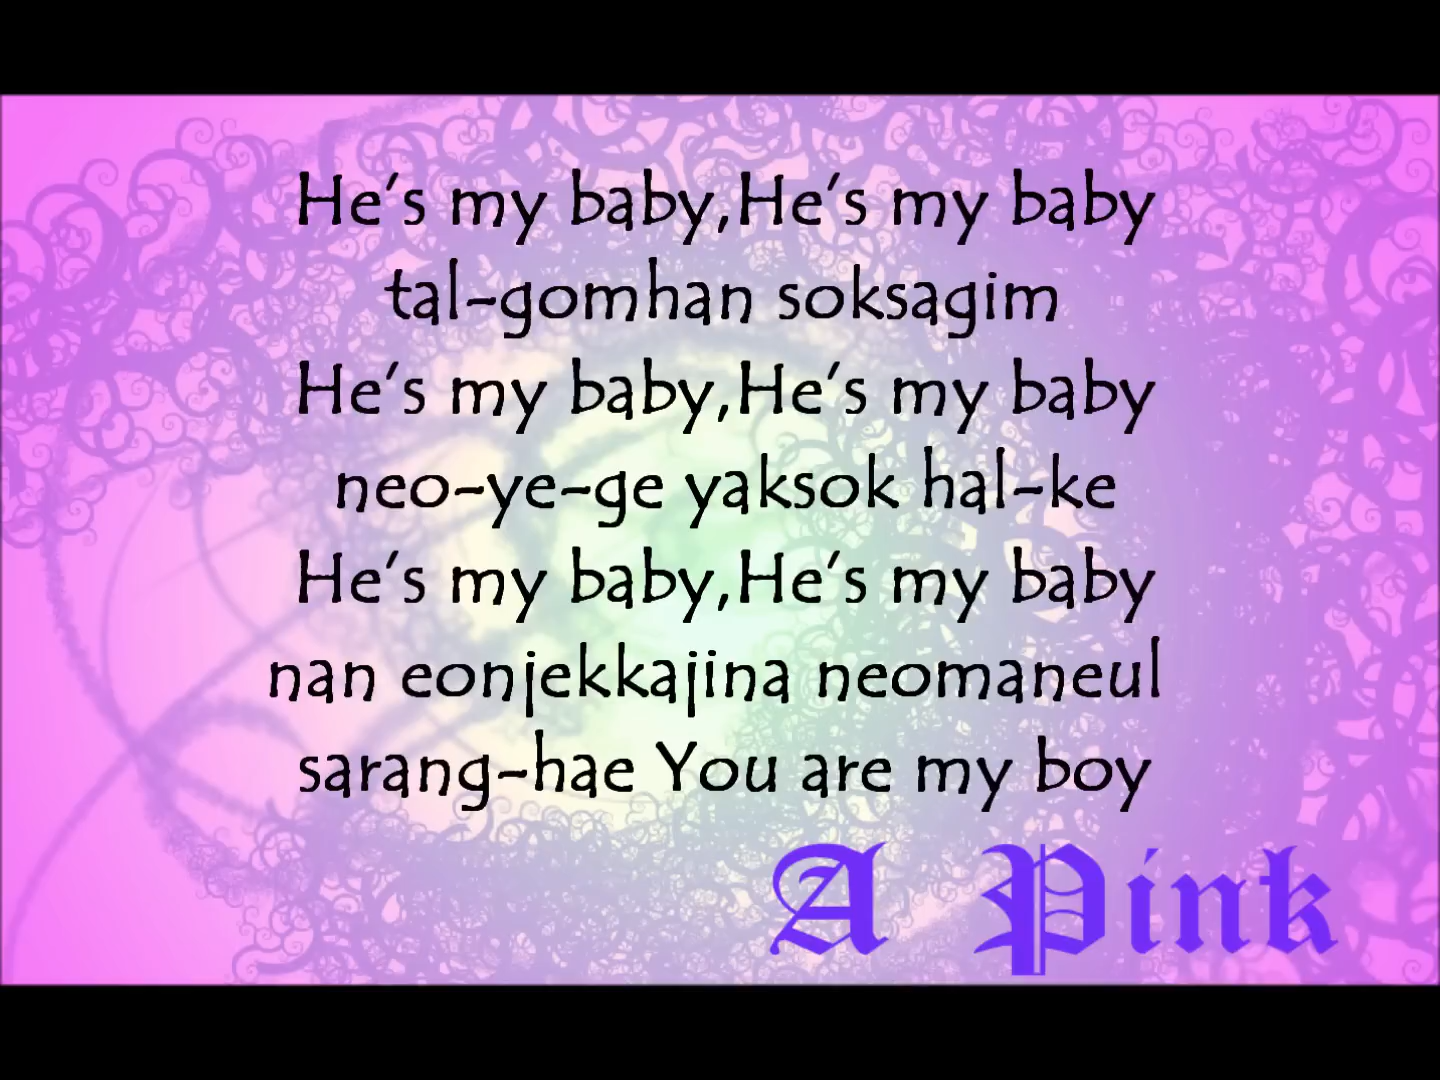 He's my baby,He's my baby
tal-gomhan soksagim
He's my baby,He's my baby
neo-ye-ge yaksok hal-ke
He's my baby,He's my baby
nan eonjekkajina neomaneul
sarang-hae You are my boy
A Pink